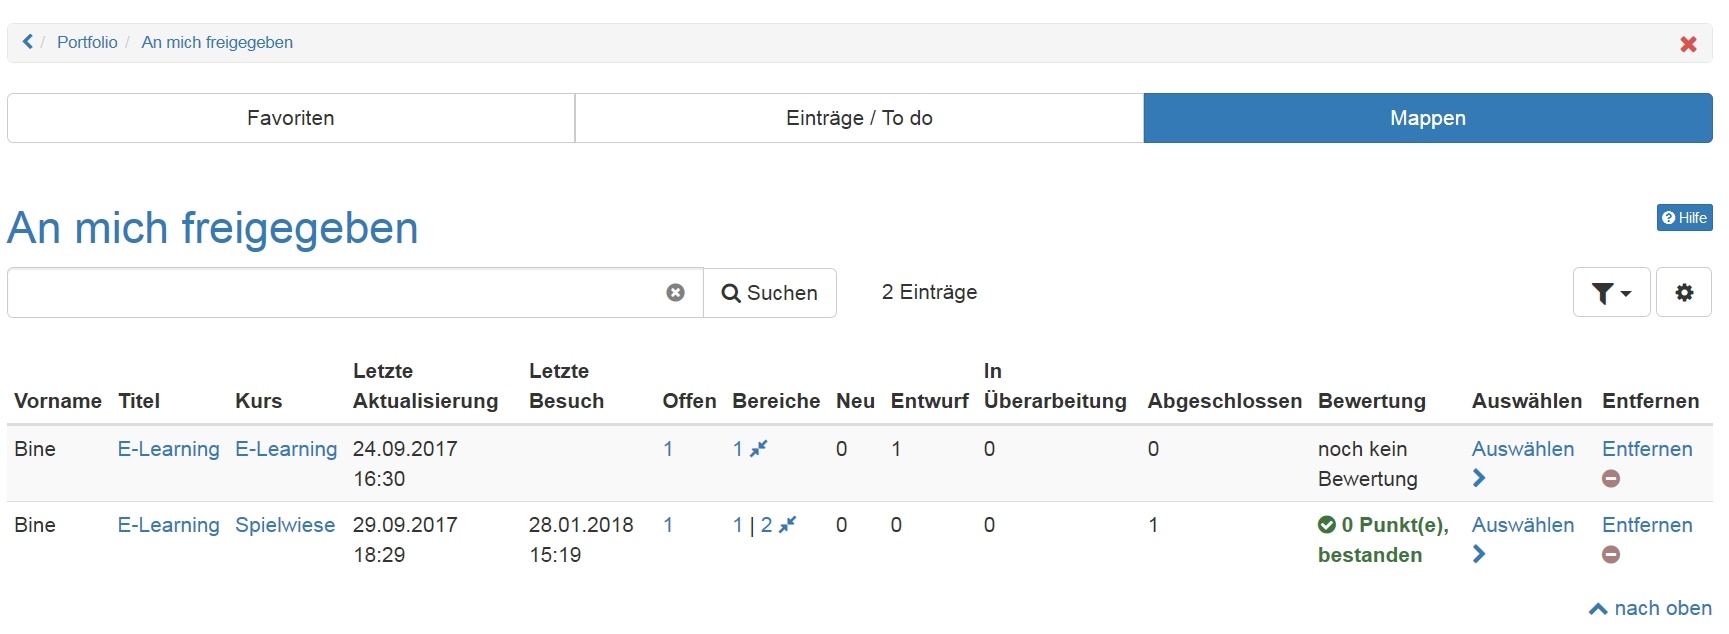 / Portfolio / An mich freigegeben
Favoriten Einträge / To do Mappen
An mich freigegeben Hilfe
Suchen 2 Einträge
Letzte Letzte In
Vorname Titel Kurs Aktualisierung Besuch Offen Bereiche Neu Entwurf Überarbeitung Abgeschlossen Bewertung Auswählen Entfernen
Bine E-Learning E-Learning 24.09.2017 1 1 0 1 0 0 noch kein Auswählen Entfernen
16:30 Bewertung
Bine E-Learning Spielwiese 29.09.2017 28.01.2018 1 1 | 2 0 0 0 1 0 Punkt(e), Auswählen Entfernen
18:29 15:19 bestanden
nach oben